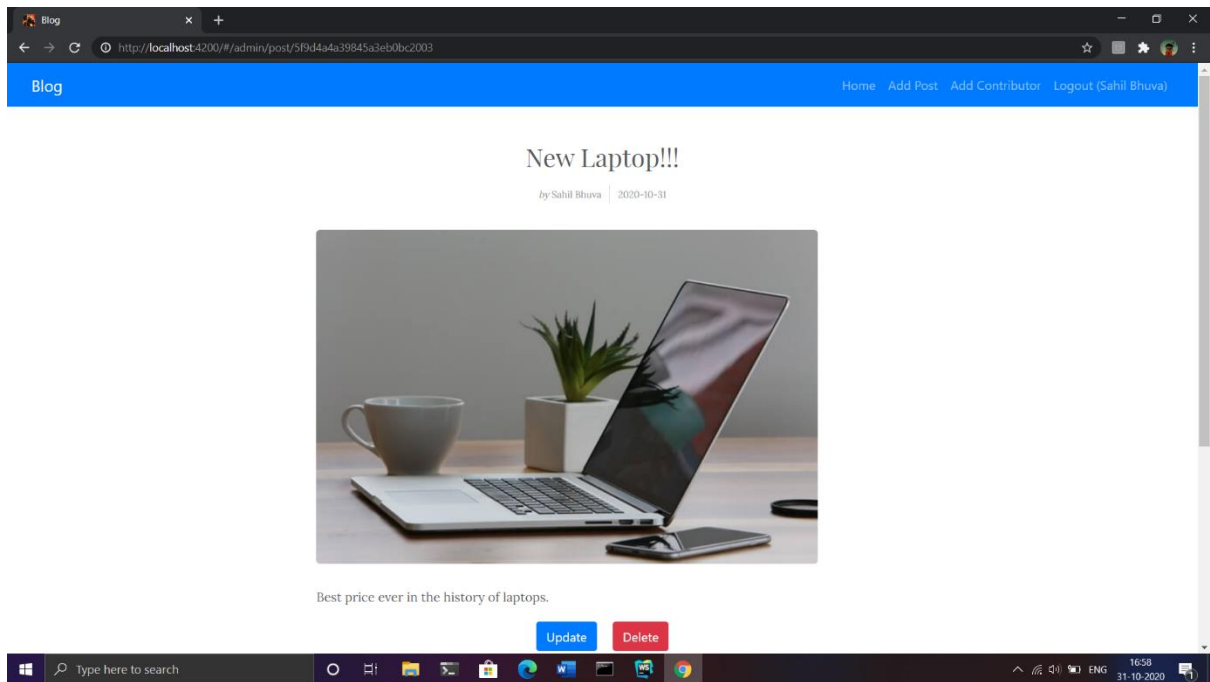 Blog
http://localhost:4200/#/admin/post/5f9d4a4a39845a3eb0bc2003
Blog
Home Add Post Add Contributor Logout (Sahil Bhuva)
New Laptop!!!
by Sahil Bhuva 2020-10-31
Best price ever in the history of laptops.
Update Delete
Type here to search
W
WS
ENG
16:58
31-10-2020
1